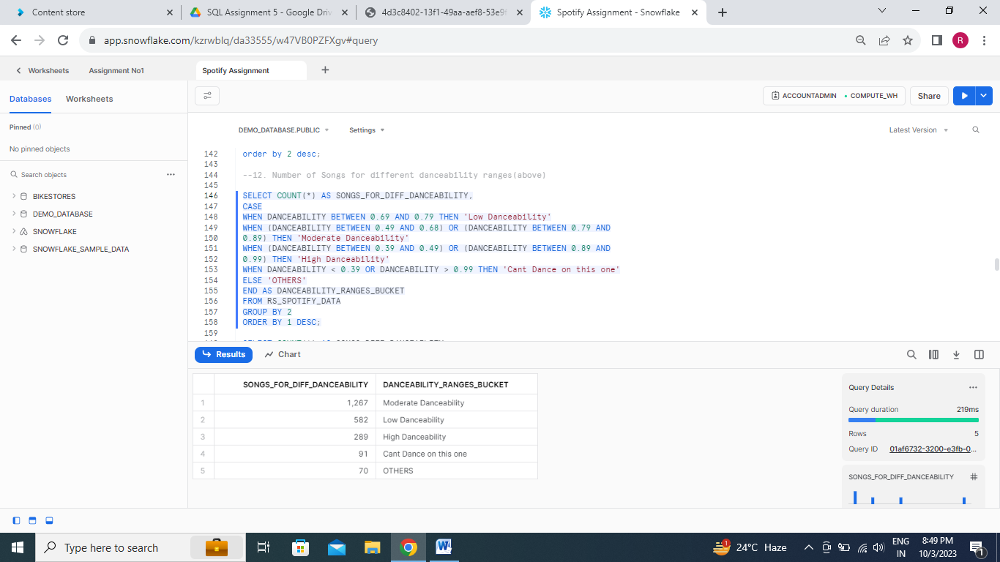 Content store
SQL Assignment 5 - Google Driv
4d3c8402-13f1-49aa-aef8-53e9f
Spotify Assignment - Snowflake
app.snowflake.com/kzrwblq/da33555/w47VB0PZFXgv#query
R
Worksheets
Assignment No1
Spotify Assignment
Databases
Worksheets
ACCOUNTADMIN
COMPUTE_WH
Share
Pinned (0)
No pinned objects
Search objects
BIKESTORES
DEMO_DATABASE
SNOWFLAKE
SNOWFLAKE_SAMPLE_DATA
DEMO_DATABASE.PUBLIC
Settings
Latest Version
142 order by 2 desc;
143
144 --12. Number of Songs for different danceability ranges(above)
145
146 SELECT COUNT(*) AS SONGS_FOR_DIFF_DANCEABILITY,
147 CASE
148 WHEN DANCEABILITY BETWEEN 0.69 AND 0.79 THEN 'Low Danceability'
149 WHEN (DANCEABILITY BETWEEN 0.49 AND 0.68) OR (DANCEABILITY BETWEEN 0.79 AND
150 0.89) THEN 'Moderate Danceability'
151 WHEN (DANCEABILITY BETWEEN 0.39 AND 0.49) OR (DANCEABILITY BETWEEN 0.89 AND
152 0.99) THEN 'High Danceability'
153 WHEN DANCEABILITY < 0.39 OR DANCEABILITY > 0.99 THEN 'Cant Dance on this one'
154 ELSE 'OTHERS'
155 END AS DANCEABILITY_RANGES_BUCKET
156 FROM RS_SPOTIFY_DATA
157 GROUP BY 2
158 ORDER BY 1 DESC;
159
Results
Chart
SONGS_FOR_DIFF_DANCEABILITY DANCEABILITY_RANGES_BUCKET
1 1,267 Moderate Danceability
2 582 Low Danceability
3 289 High Danceability
4 91 Cant Dance on this one
5 70 OTHERS
Query Details
Query duration 219ms
Rows 5
Query ID 01af6732-3200-e3fb-0...
SONGS_FOR_DIFF_DANCEABILITY
Type here to search
W
1
24°C Haze
ENG
IN
8:49 PM
10/3/2023
1